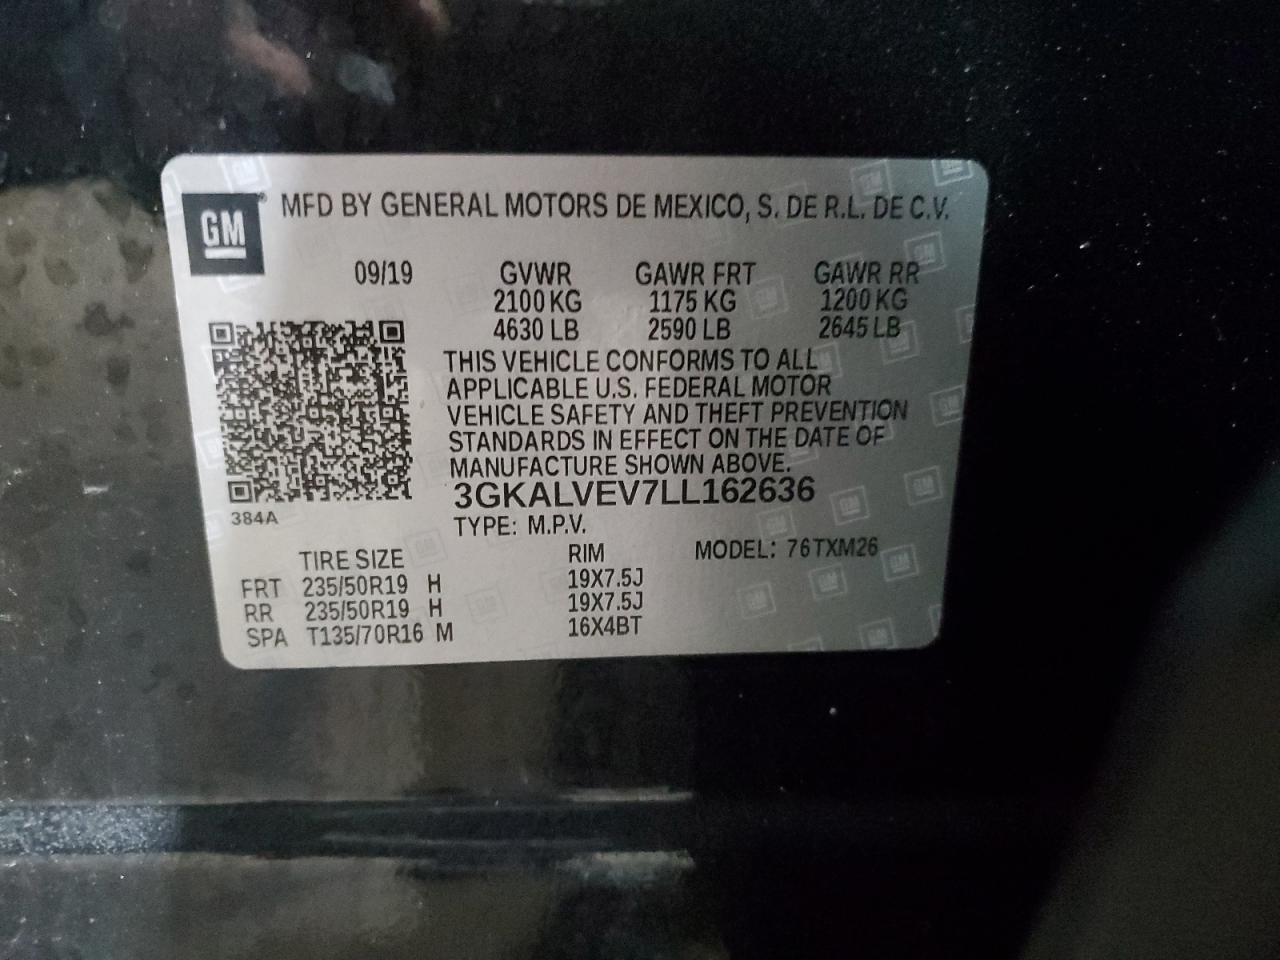 GM
MFD BY GENERAL MOTORS DE MEXICO, S. DE R.L. DE C.V.
09/19 GVWR GAWR FRT GAWR RR
2100 KG 1175 KG 1200 KG
4630 LB 2590 LB 2645 LB
THIS VEHICLE CONFORMS TO ALL
APPLICABLE U.S. FEDERAL MOTOR
VEHICLE SAFETY AND THEFT PREVENTION
STANDARDS IN EFFECT ON THE DATE OF
MANUFACTURE SHOWN ABOVE.
3GKALVEV7LL162636
384A
TYPE: M.P.V.
TIRE SIZE RIM MODEL: 76TXM26
FRT 235/50R19 H 19X7.5J
RR 235/50R19 H 19X7.5J
SPA T135/70R16 M 16X4BT